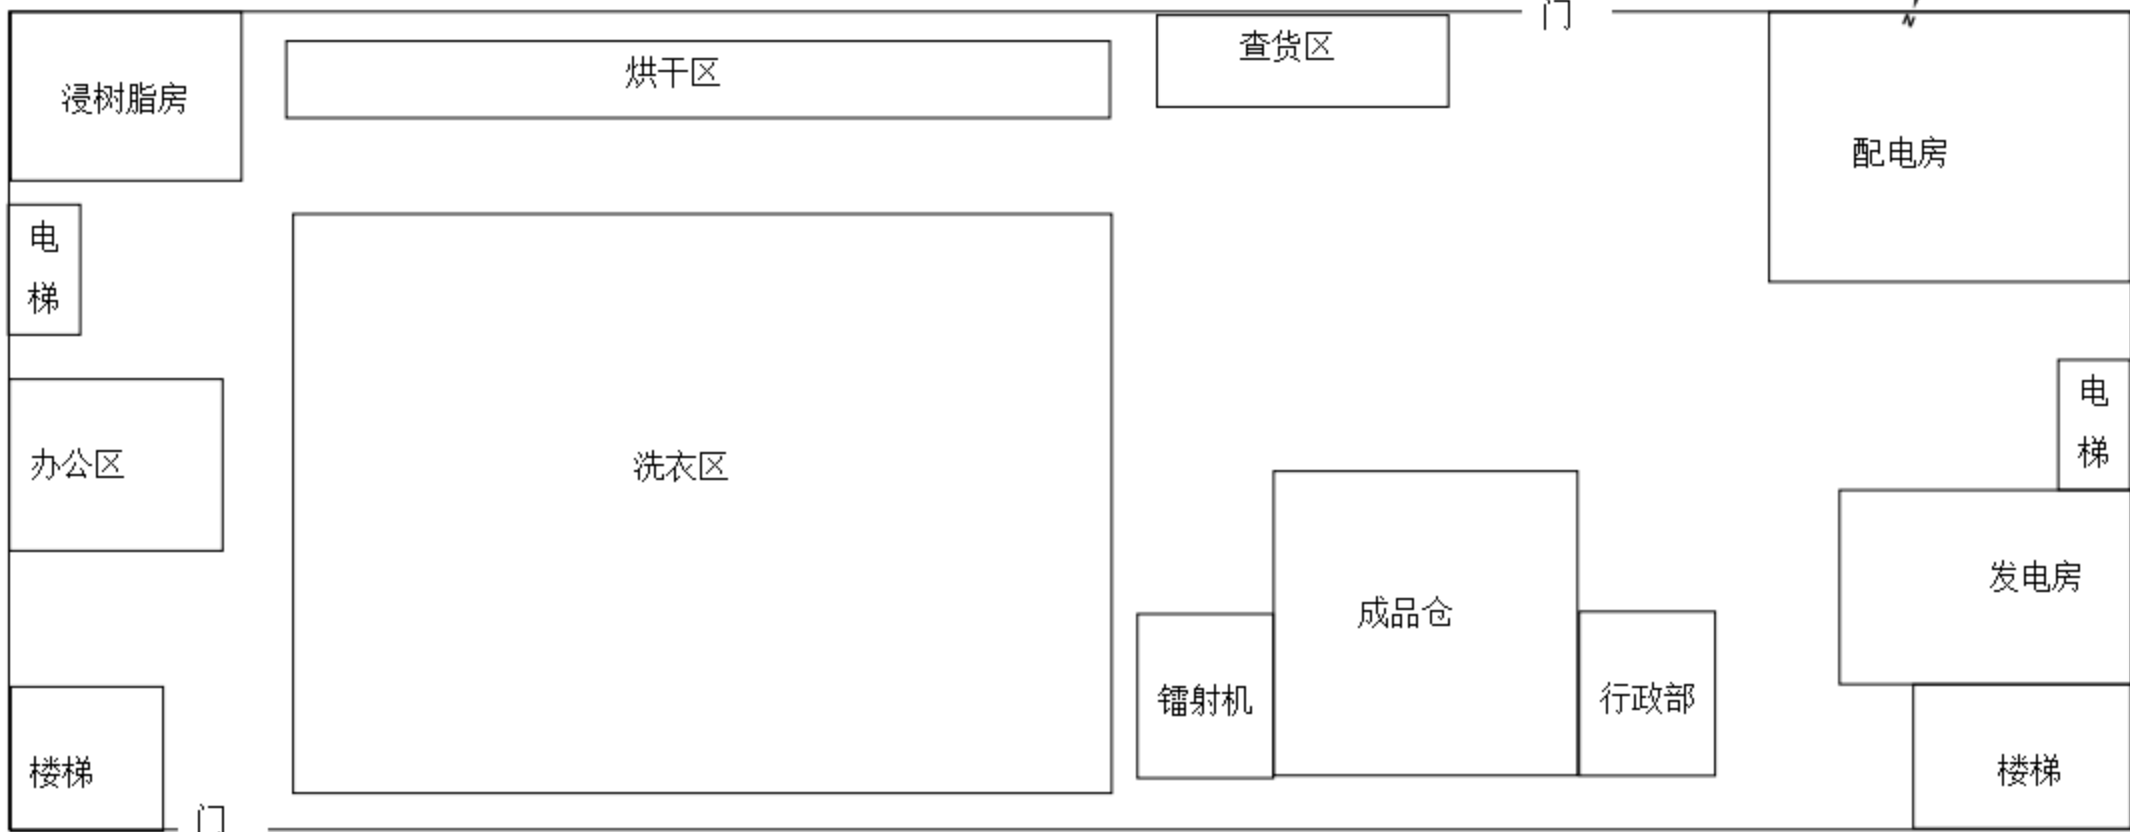 门
查货区
烘干区
浸树脂房
配电房
电
梯
电
梯
办公区
洗衣区
发电房
成品仓
镭射机
行政部
楼梯
楼梯
门